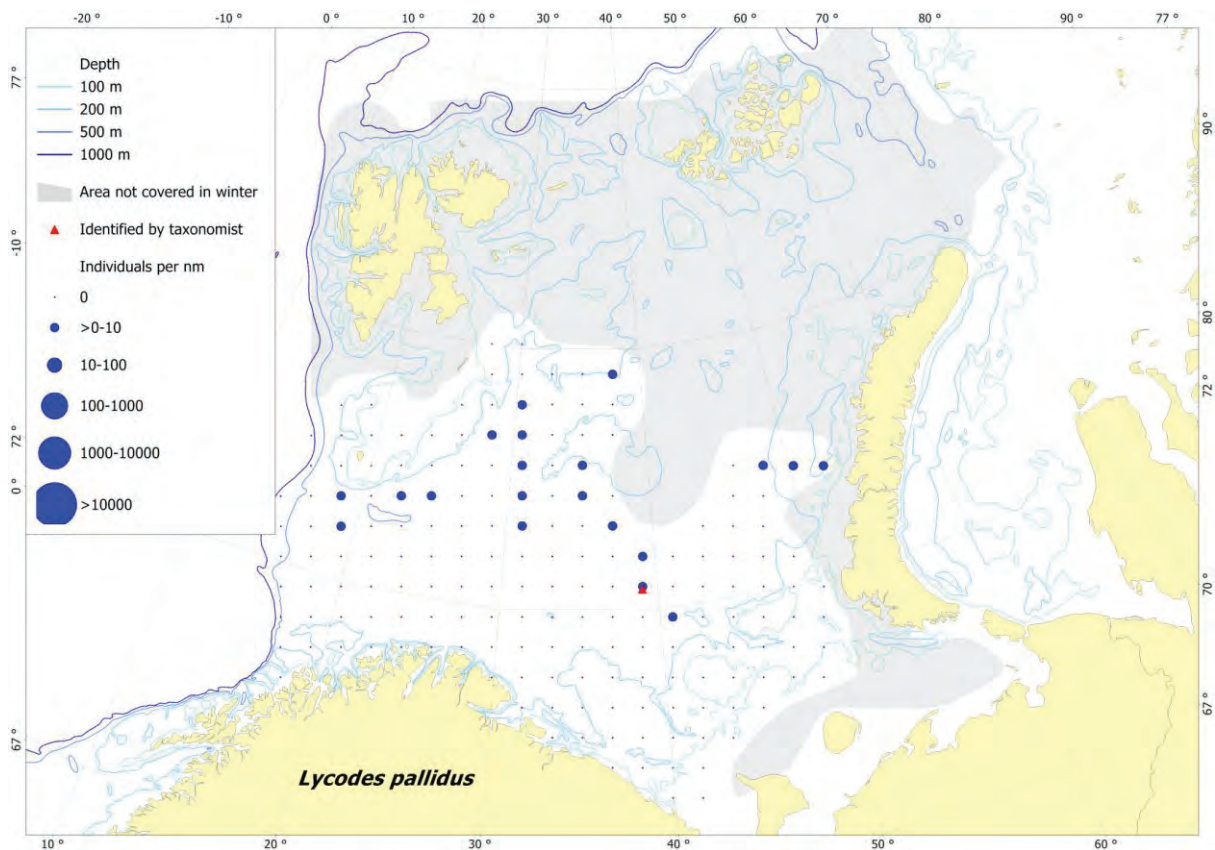 -20 ° -10 ° 0 ° 10 ° 20 ° 30 ° 40 ° 50 ° 60 ° 70 ° 80 ° 90 ° 77 °
77 °
-10 °
72 °
0 °
67 °
Depth
100 m
200 m
500 m
1000 m
Area not covered in winter
Identified by taxonomist
Individuals per nm
0
>0-10
10-100
100-1000
1000-10000
>10000
90 °
80 °
72 °
70 °
67 °
Lycodes pallidus
10 ° 20 ° 30 ° 40 ° 50 ° 60 °